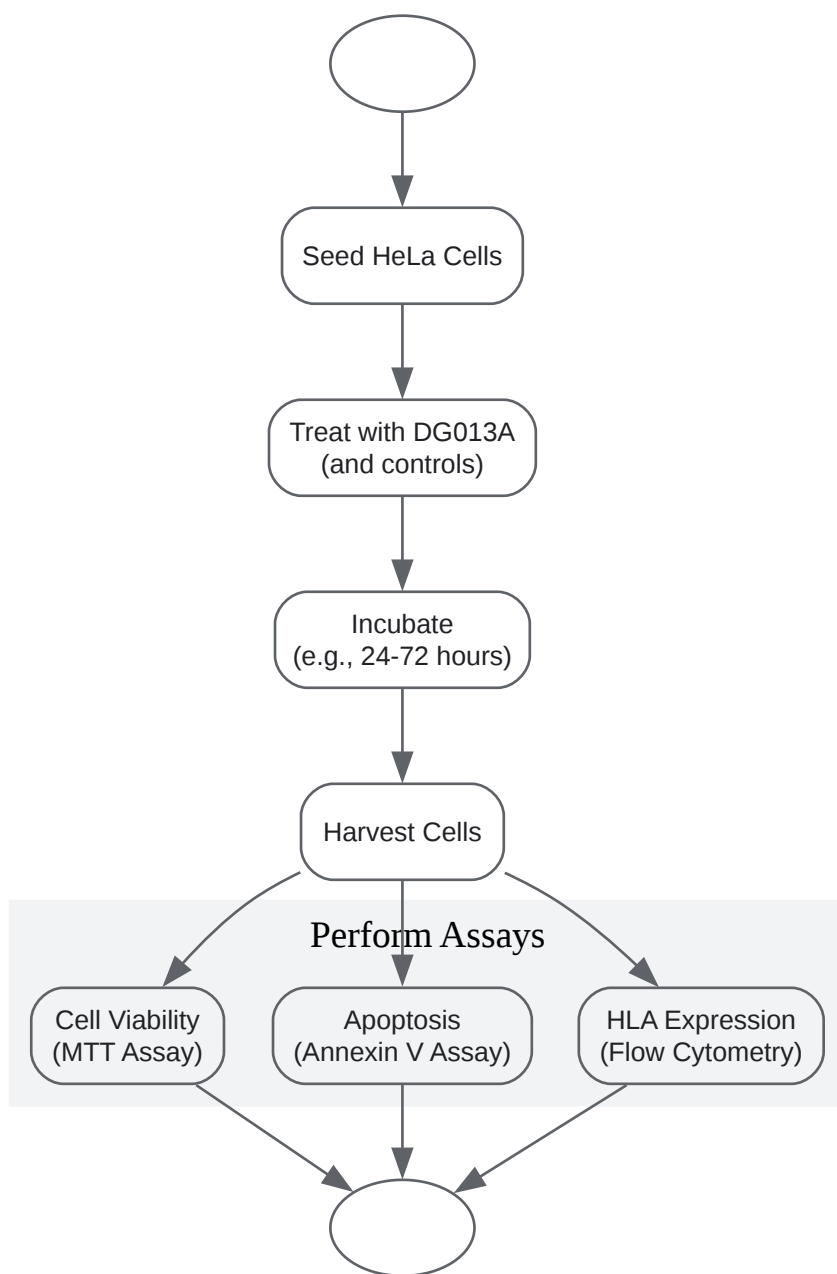 Seed HeLa Cells
Treat with DG013A
(and controls)
Incubate
(e.g., 24-72 hours)
Harvest Cells
Perform Assays
Cell Viability
(MTT Assay)
Apoptosis
(Annexin V Assay)
HLA Expression
(Flow Cytometry)